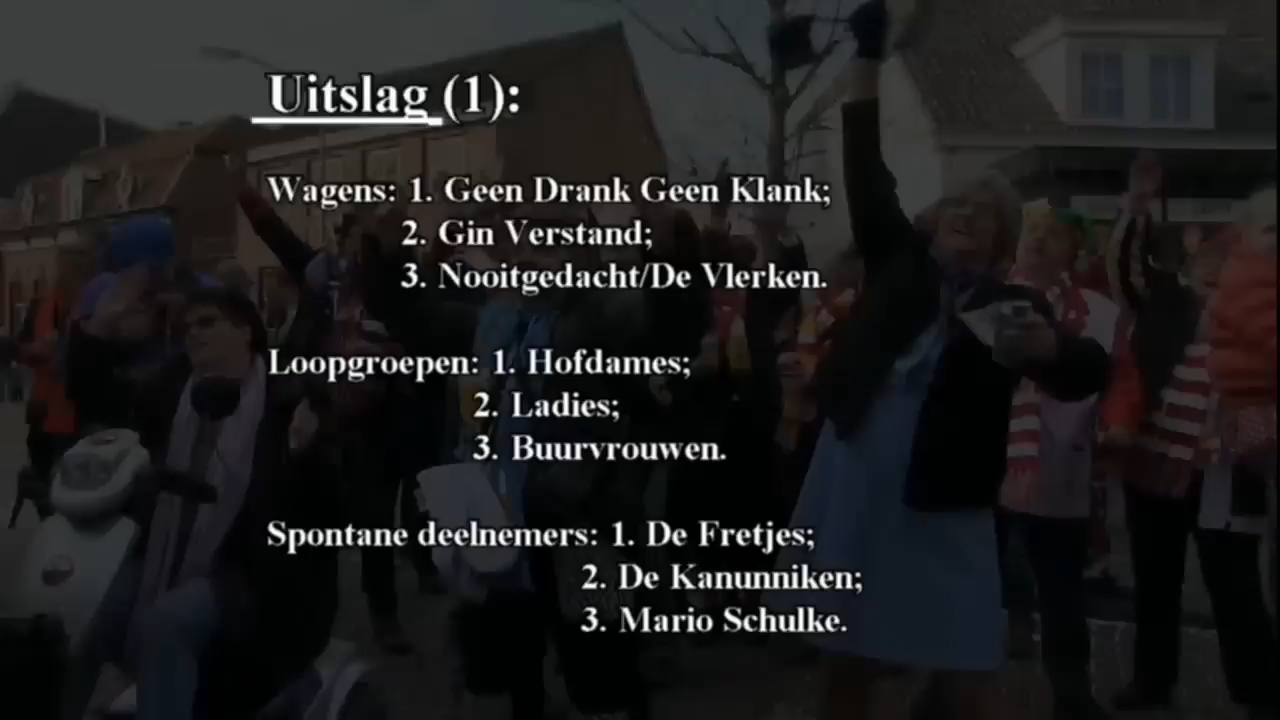 Uitslag (1):
Wagens: 1. Geen Drank Geen Klank;
2. Gin Verstand;
3. Nooitgedacht/De Vlerken.
Loopgroepen: 1. Hofdames;
2. Ladies;
3. Buurvrouwen.
Spontane deelnemers: 1. De Fretjes;
2. De Kanunniken;
3. Mario Schulke.